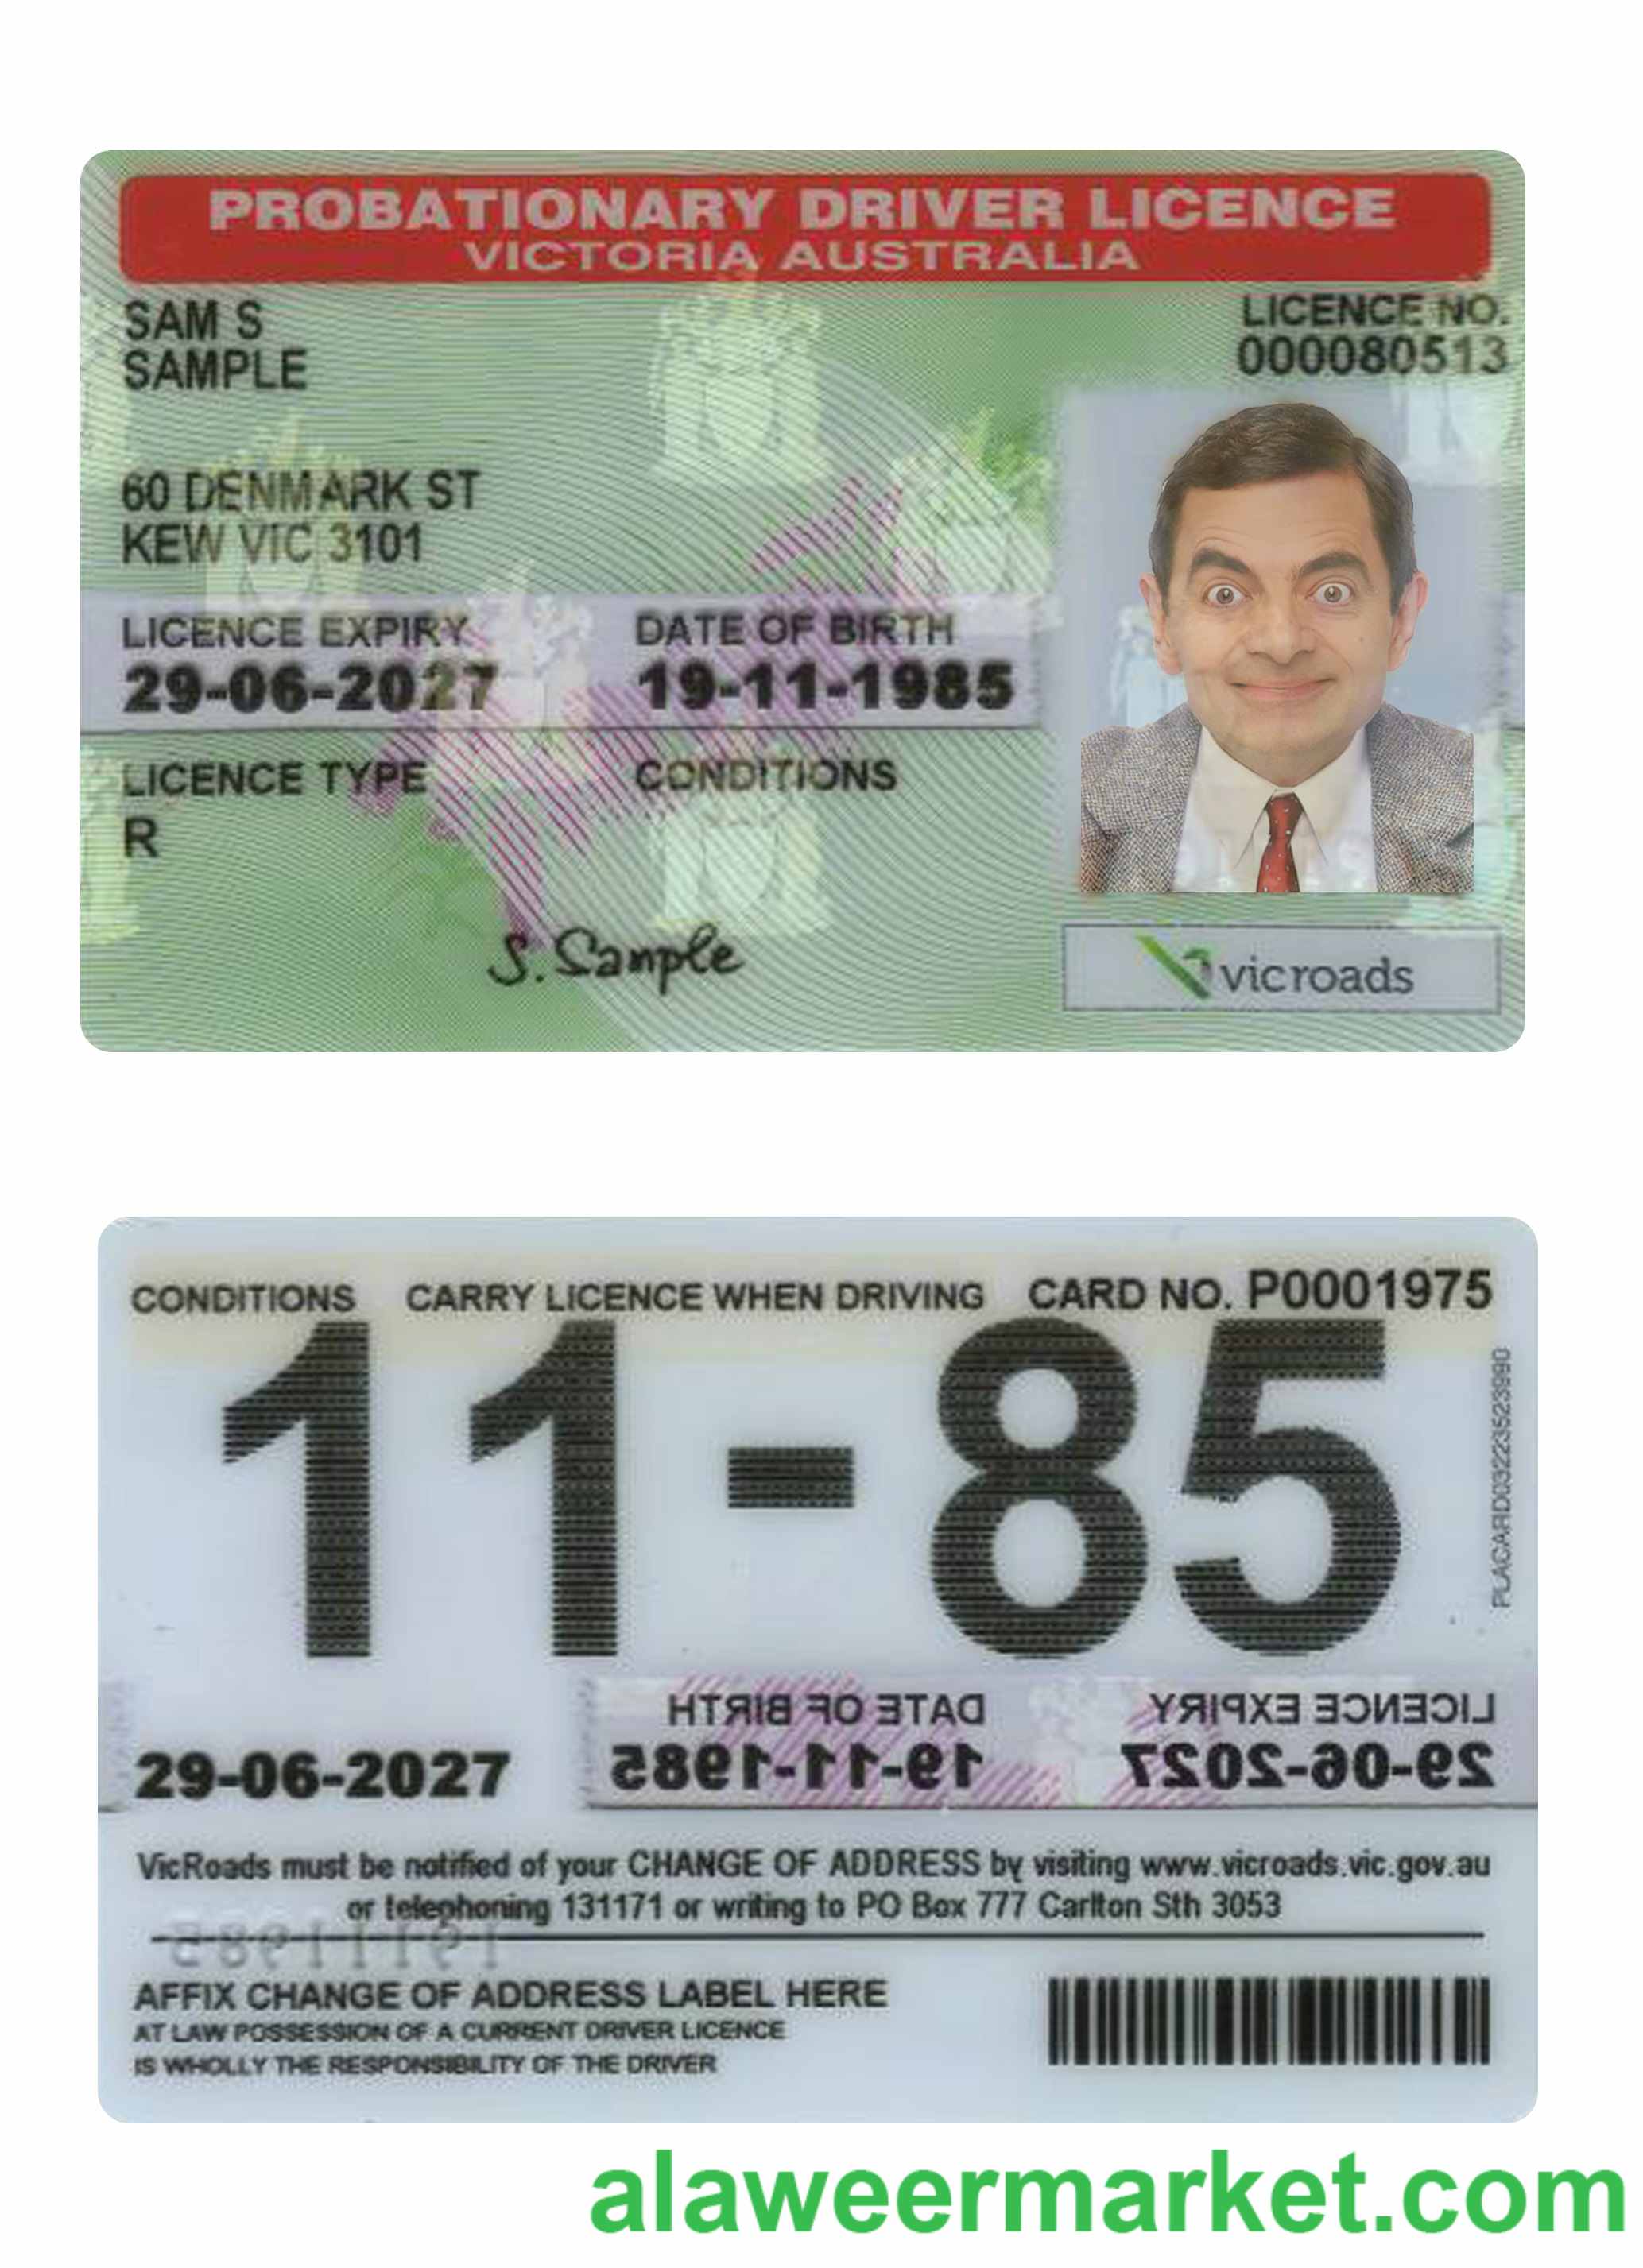 PROBATIONARY DRIVER LICENCE
VICTORIA AUSTRALIA
SAM S
SAMPLE
LICENCE NO.
000080513
60 DENMARK ST
KEW VIC 3101
LICENCE EXPIRY
DATE OF BIRTH
29-06-2027
19-11-1985
LICENCE TYPE
CONDITIONS
R
S. Sample
vicroads
CONDITIONS CARRY LICENCE WHEN DRIVING CARD NO. P0001975
11-85
PLACARD03223523990
DATE OF BIRTH
LICENCE EXPIRY
29-06-2027
19-11-1985
29-06-2027
VicRoads must be notified of your CHANGE OF ADDRESS by visiting www.vicroads.vic.gov.au
or telephoning 131171 or writing to PO Box 777 Carlton Sth 3053
19111985
AFFIX CHANGE OF ADDRESS LABEL HERE
AT LAW POSSESSION OF A CURRENT DRIVER LICENCE
IS WHOLLY THE RESPONSIBILITY OF THE DRIVER
alaweermarket.com